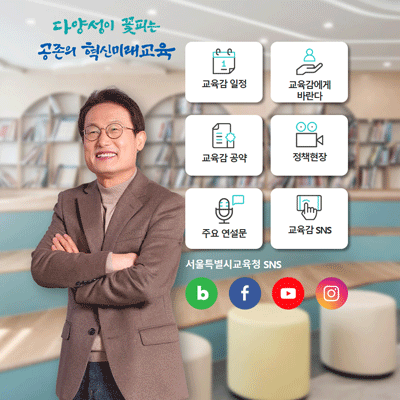 다양성이 꽃피는
공존의 혁신미래교육
1
교육감 일정
교육감에게
바란다
교육감 공약
정책현장
주요 연설문
교육감 SNS
서울특별시교육청 SNS
b
f